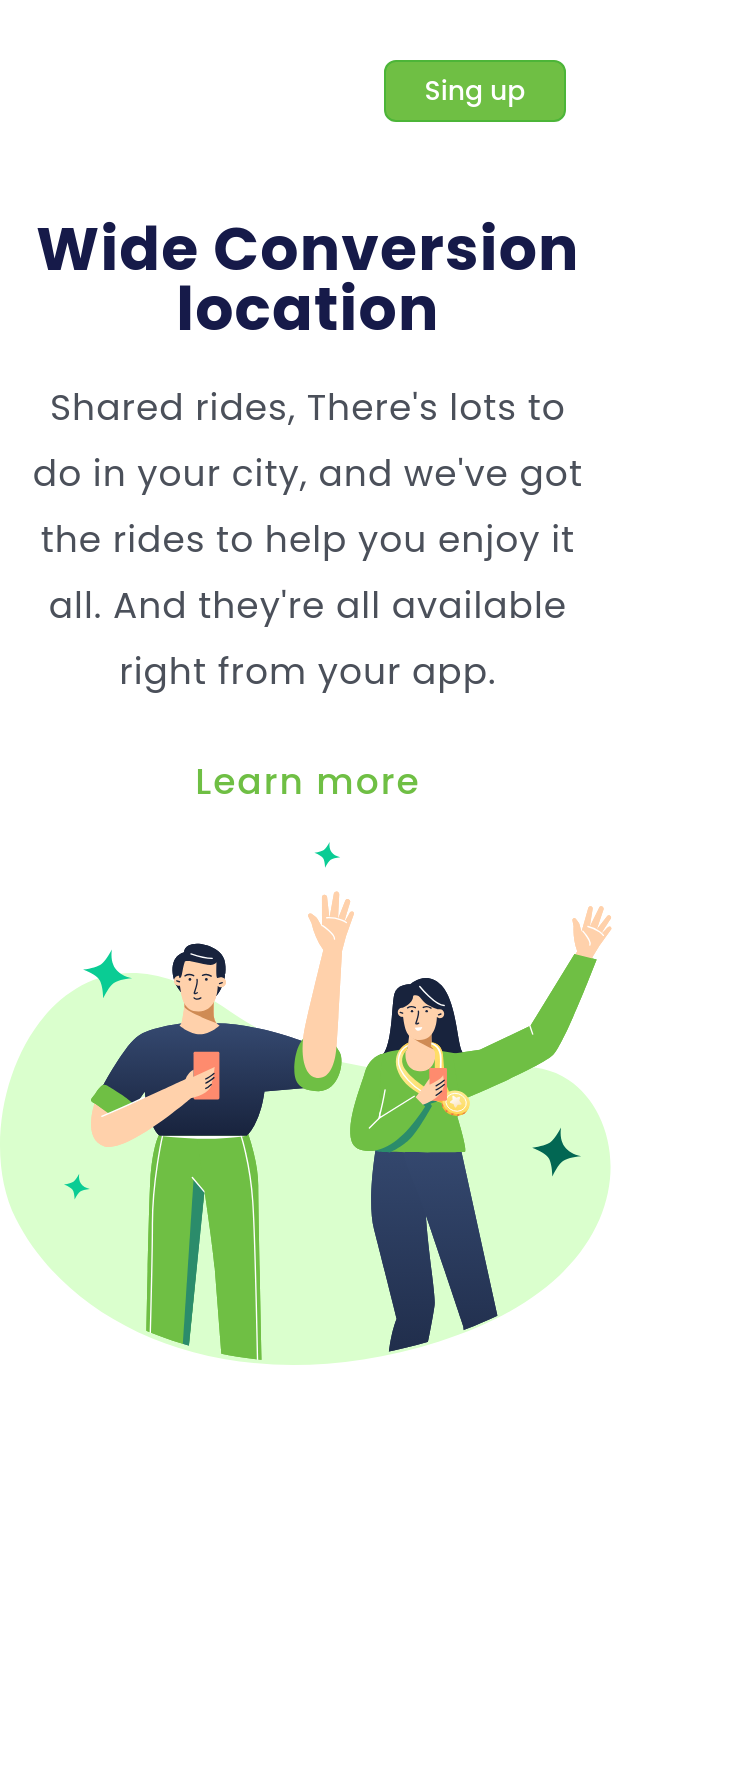 Sing up
Wide Conversion
location
Shared rides, There's lots to
do in your city, and we've got
the rides to help you enjoy it
all. And they're all available
right from your app.
Learn more